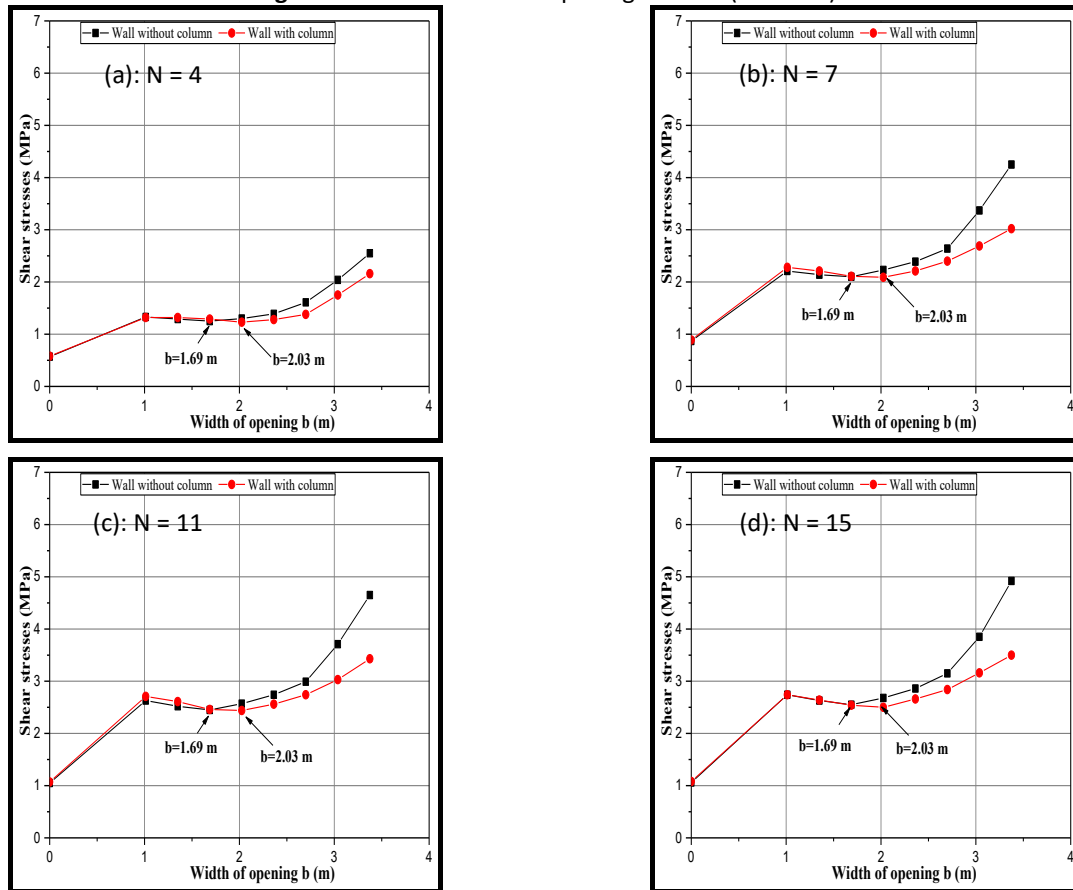 7
Wall without column Wall with column
(a): N = 4
6
5
4
3
2
1
0
Shear stresses (MPa)
b=1.69 m
b=2.03 m
0 1 2 3 4
Width of opening b (m)
7
Wall without column Wall with column
(b): N = 7
6
5
4
3
2
1
0
Shear stresses (MPa)
b=1.69 m
b=2.03 m
0 1 2 3 4
Width of opening b (m)
7
Wall without column Wall with column
(c): N = 11
6
5
4
3
2
1
0
Shear stresses (MPa)
b=1.69 m
b=2.03 m
0 1 2 3 4
Width of opening b (m)
7
Wall without column Wall with column
(d): N = 15
6
5
4
3
2
1
0
Shear stresses (MPa)
b=1.69 m
b=2.03 m
0 1 2 3 4
Width of opening b (m)